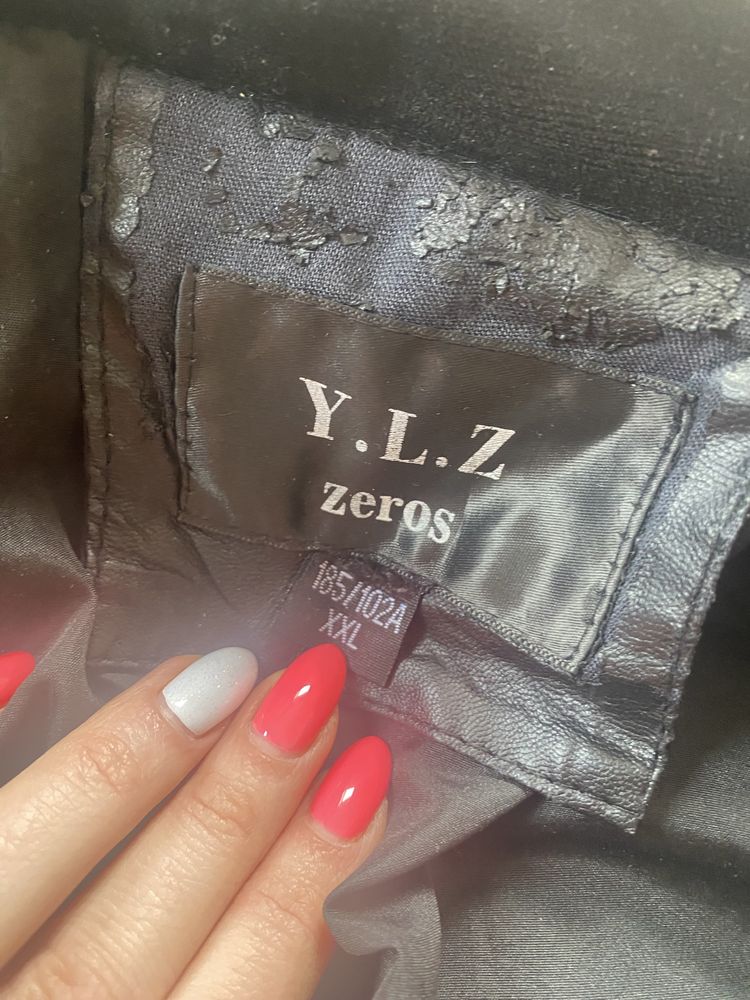 Y.L.Z
zeros
185/102A
XXL